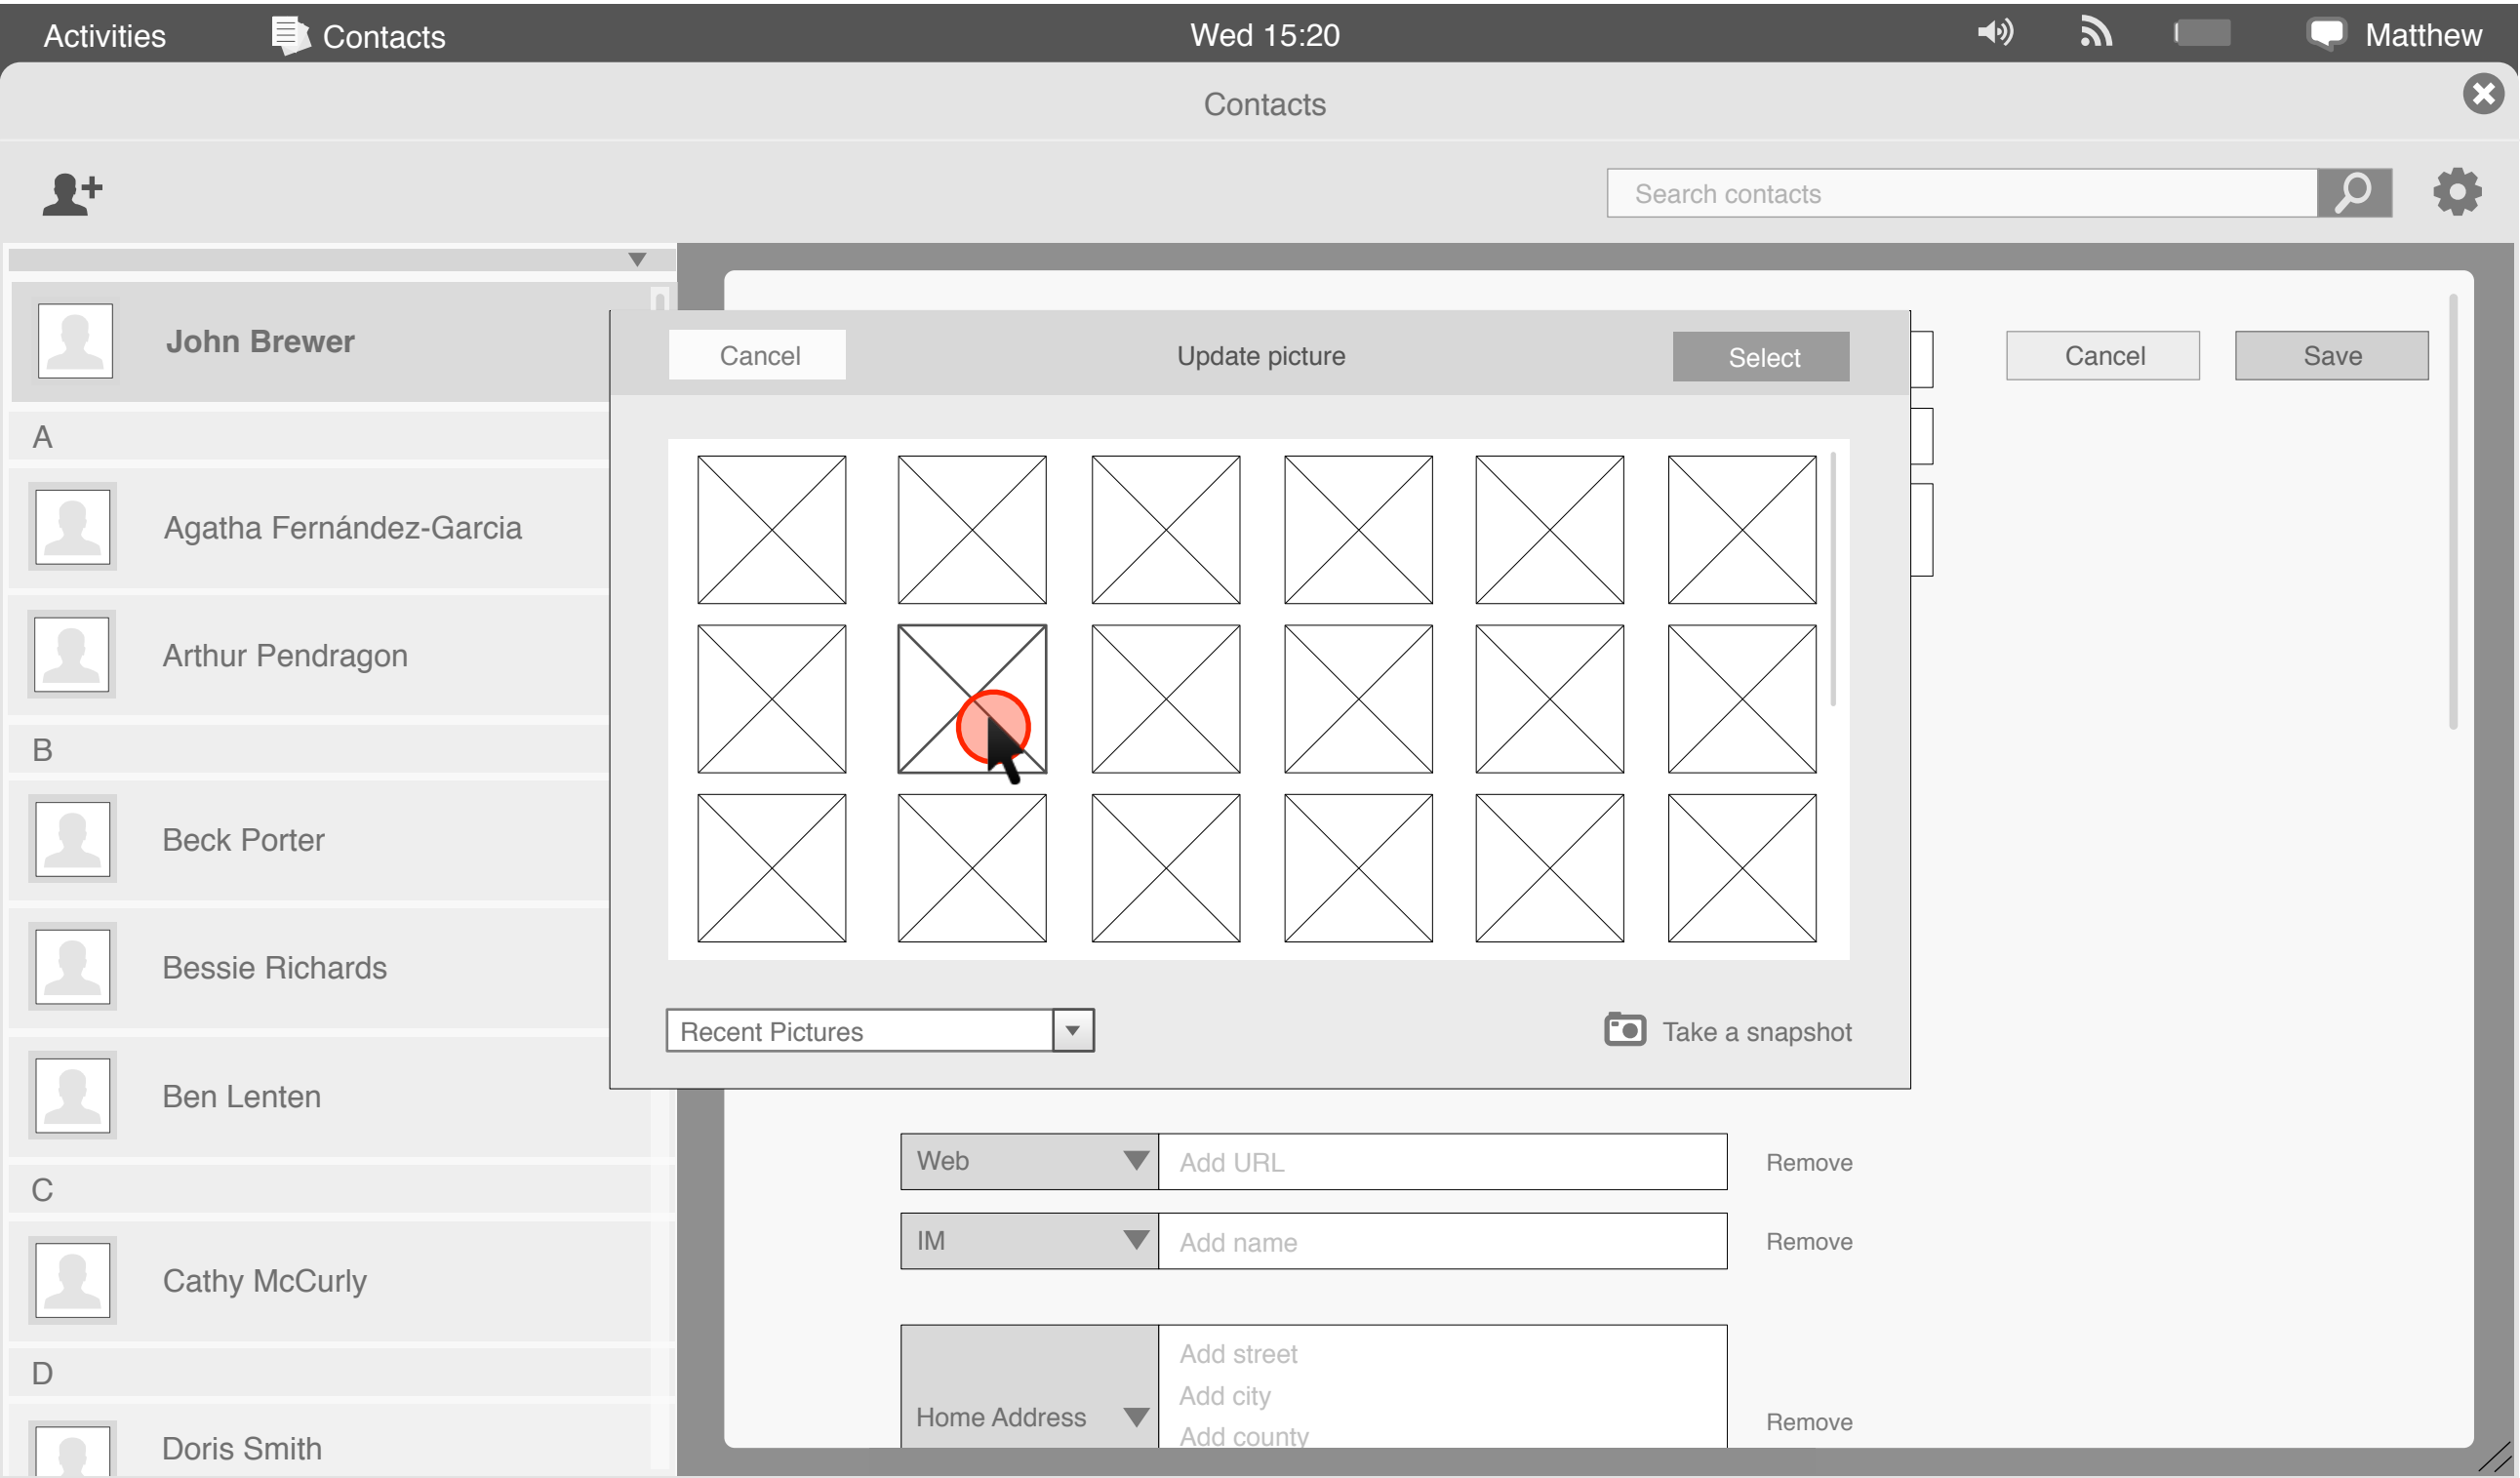 Activities
Contacts
Wed 15:20
Matthew
Contacts
Search contacts
John Brewer
A
Agatha Fernández-Garcia
Arthur Pendragon
B
Beck Porter
Bessie Richards
Ben Lenten
C
Cathy McCurly
D
Doris Smith
Cancel
Update picture
Select
Cancel
Save
Recent Pictures
Take a snapshot
Web
Add URL
Remove
IM
Add name
Remove
Home Address
Add street
Add city
Add county
Remove